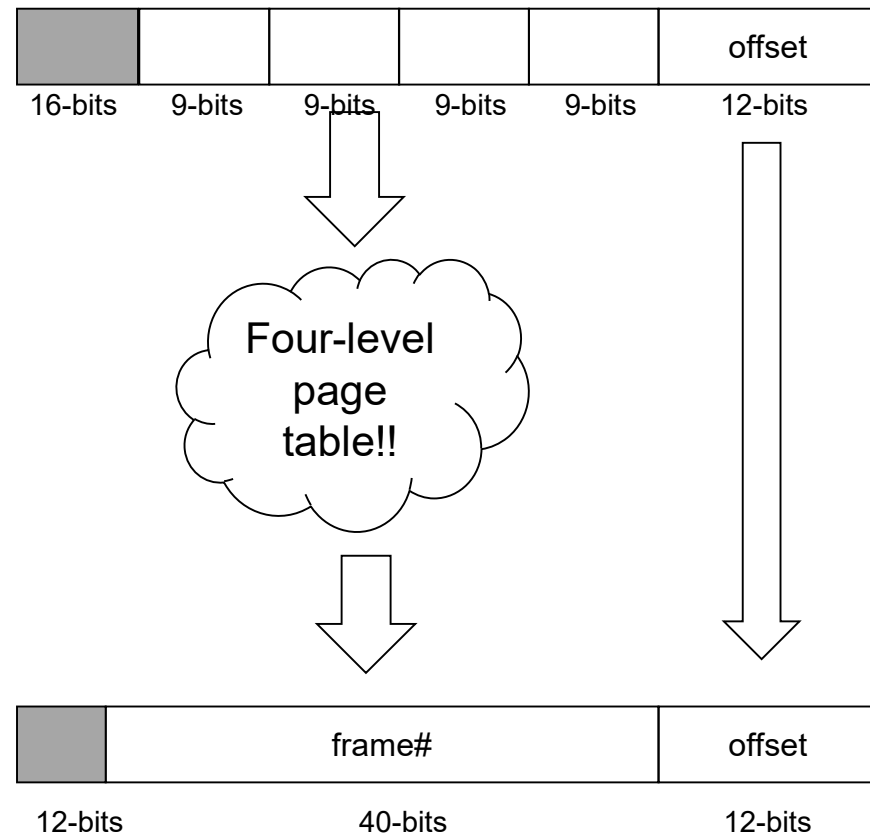 offset
16-bits 9-bits 9-bits 9-bits 9-bits 12-bits
Four-level
page
table!!
frame# offset
12-bits 40-bits 12-bits